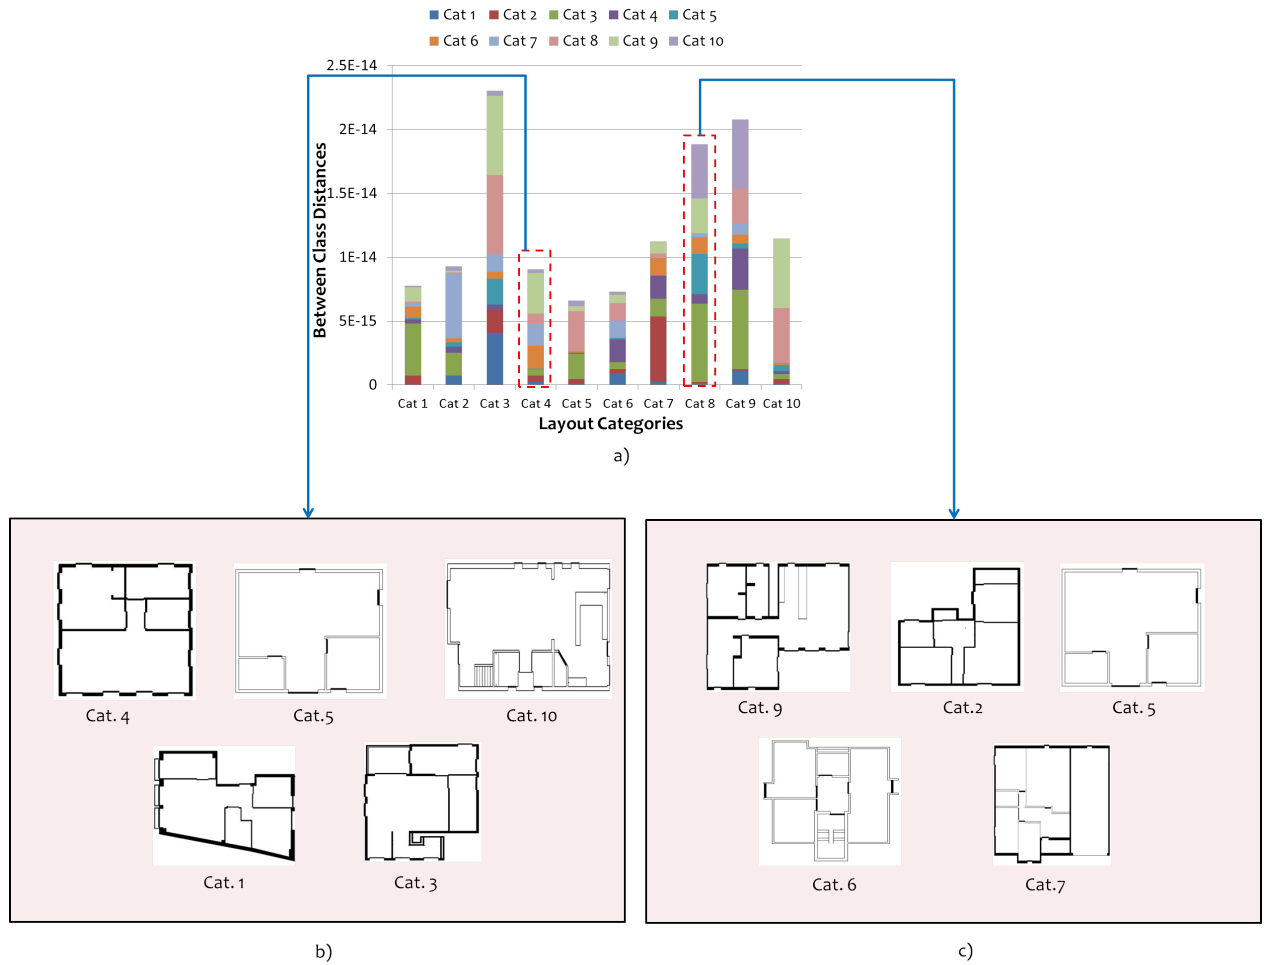 Cat 1 Cat 2 Cat 3 Cat 4 Cat 5
Cat 6 Cat 7 Cat 8 Cat 9 Cat 10
2.5E-14
2E-14
1.5E-14
1E-14
5E-15
0
Between Class Distances
Cat 1 Cat 2 Cat 3 Cat 4 Cat 5 Cat 6 Cat 7 Cat 8 Cat 9 Cat 10
Layout Categories
a)
Cat. 4 Cat.5 Cat. 10
Cat. 1 Cat. 3
b)
Cat. 9 Cat.2 Cat. 5
Cat. 6 Cat.7
c)